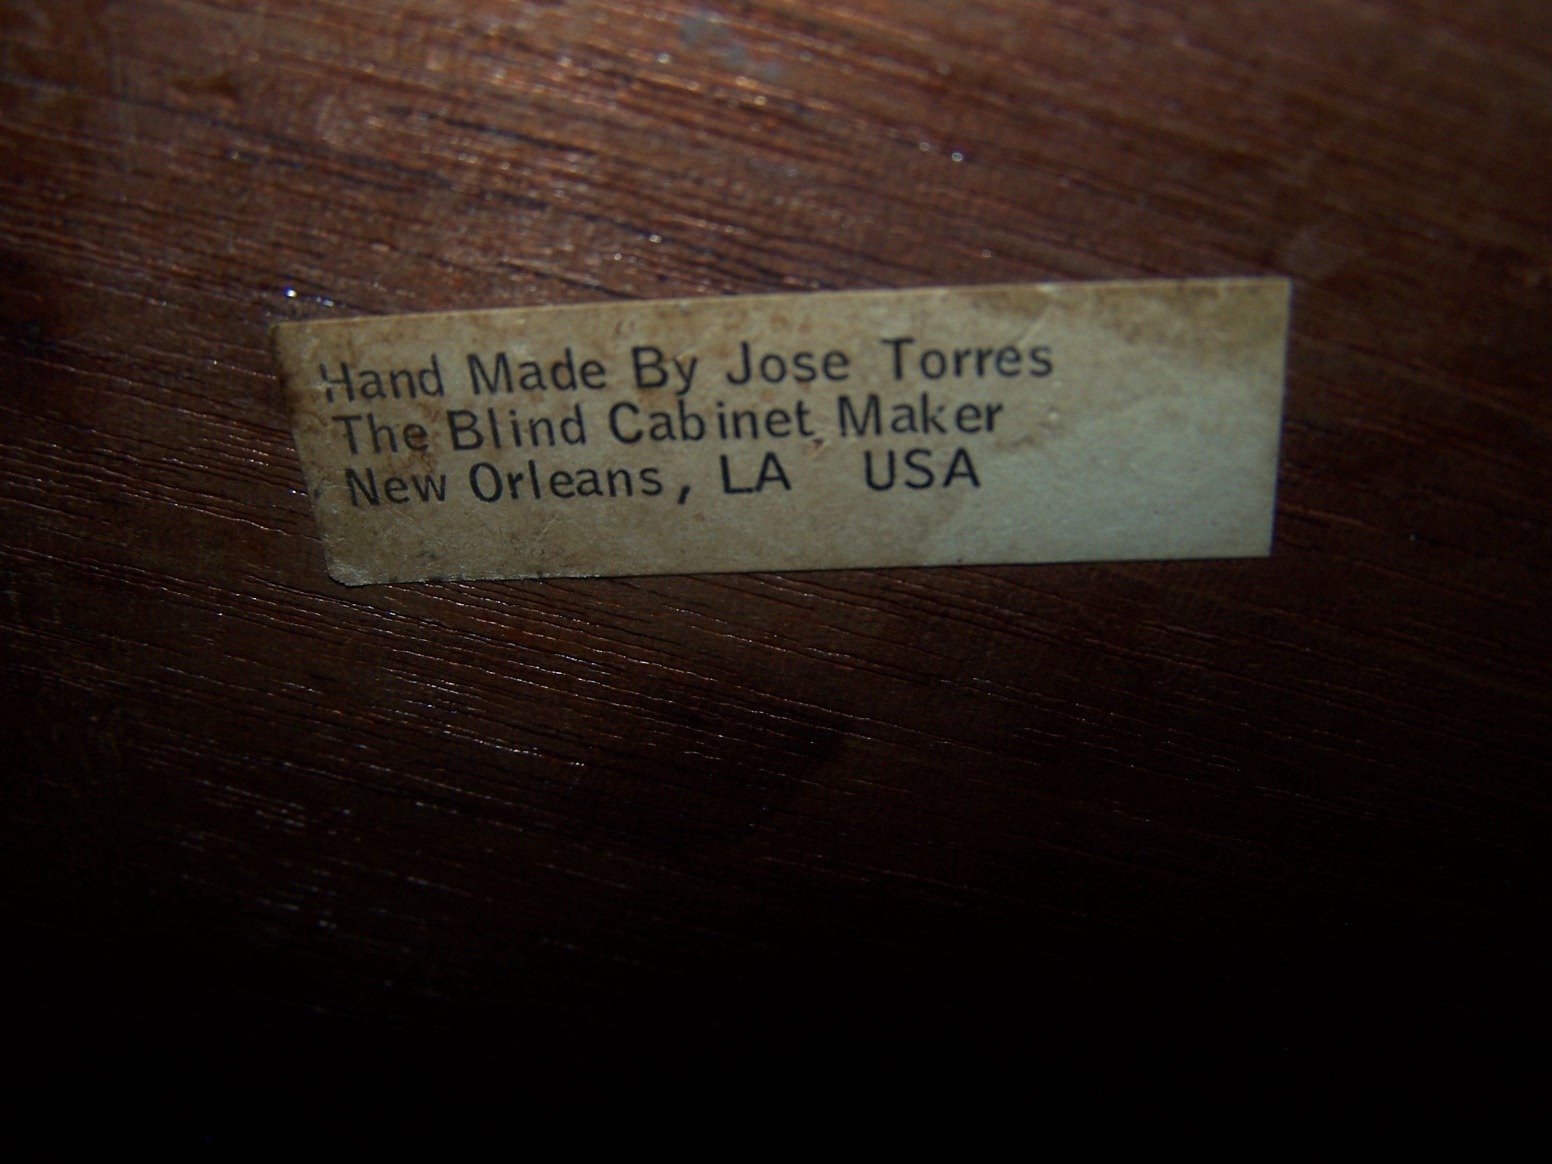 Hand Made By Jose Torres
The Blind Cabinet Maker
New Orleans, LA USA